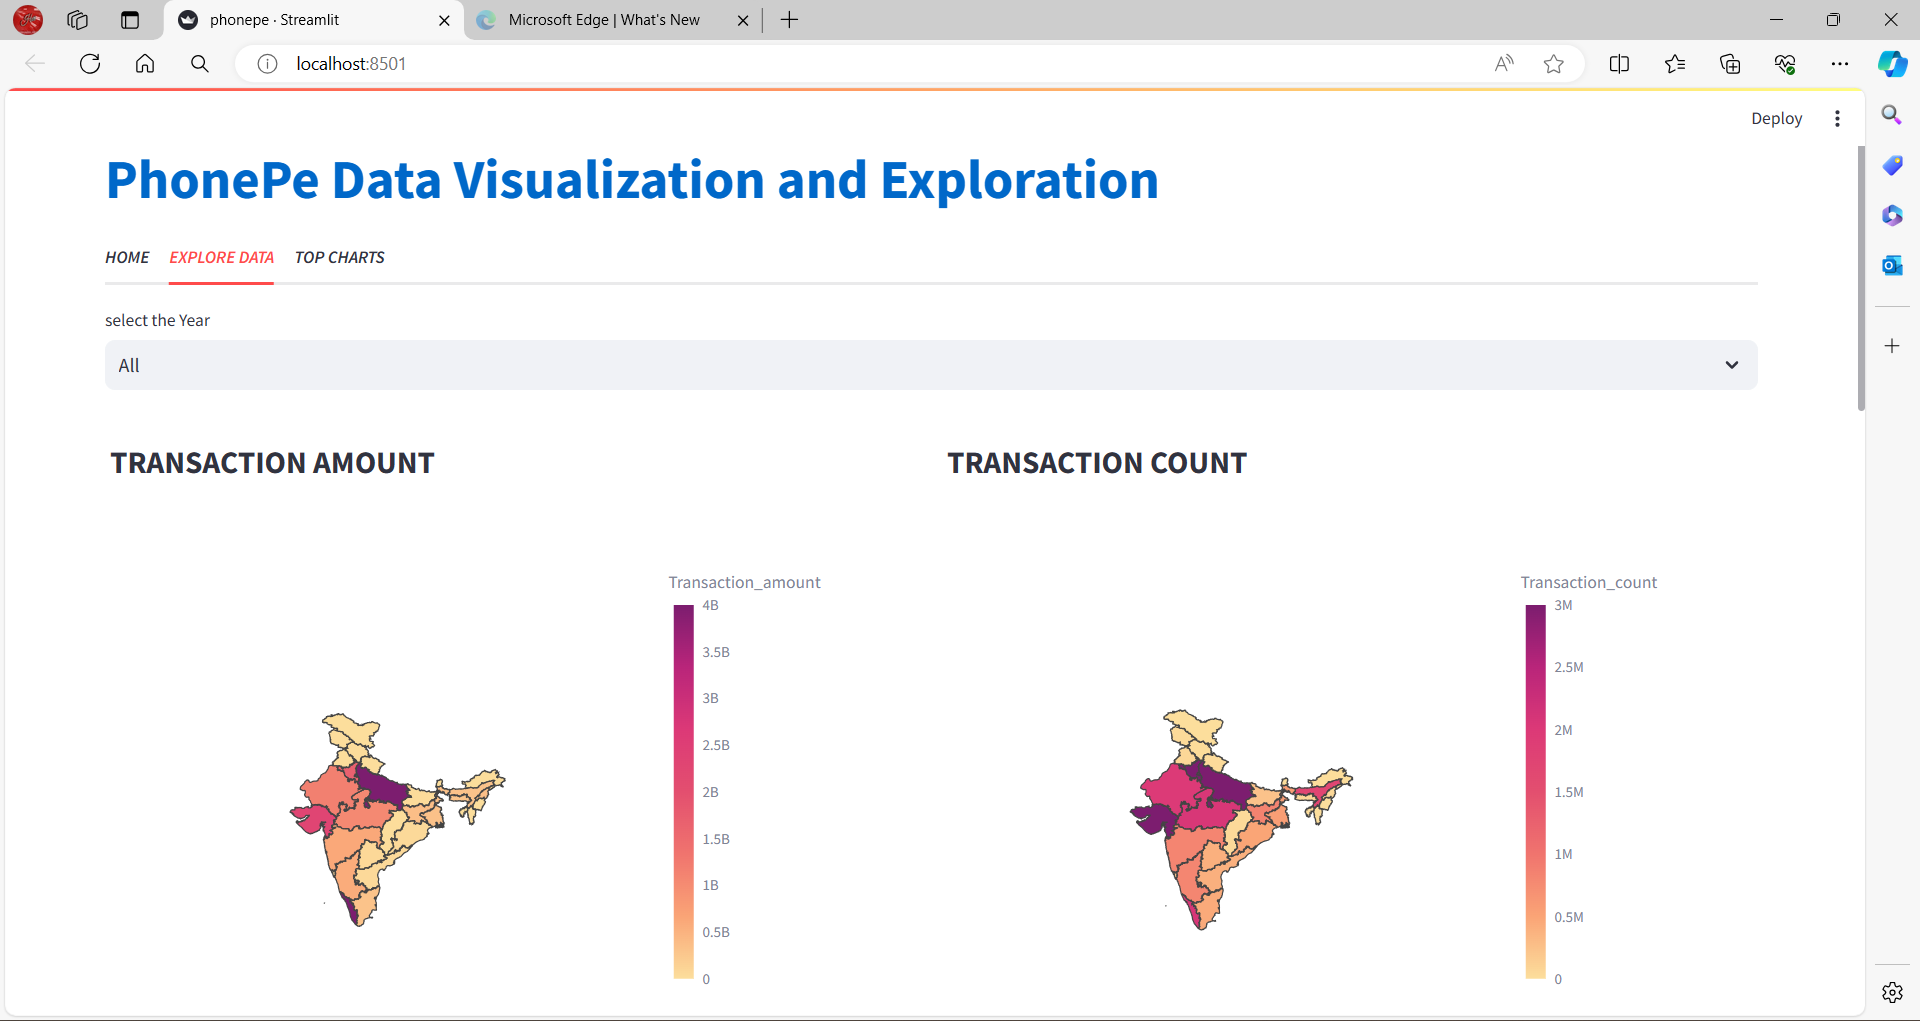 phonepe · Streamlit
Microsoft Edge | What's New
localhost:8501
Deploy
PhonePe Data Visualization and Exploration
HOME EXPLORE DATA TOP CHARTS
select the Year
All
TRANSACTION AMOUNT
TRANSACTION COUNT
Transaction_amount
4B
3.5B
3B
2.5B
2B
1.5B
1B
0.5B
0
Transaction_count
3M
2.5M
2M
1.5M
1M
0.5M
0